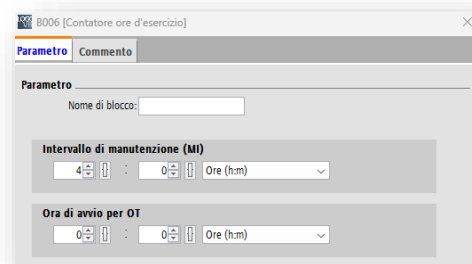 B006 [Contatore ore d'esercizio]
Parametro Commento
Parametro
Nome di blocco:
Intervallo di manutenzione (MI)
4 : 0 Ore (h:m)
Ora di avvio per OT
0 : 0 Ore (h:m)